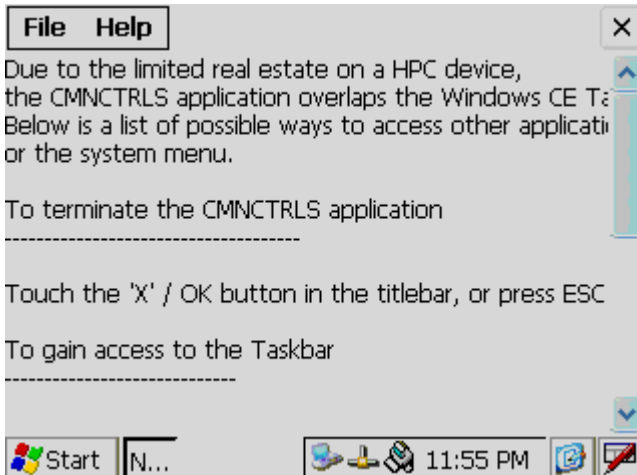 File Help
Due to the limited real estate on a HPC device,
the CMNCTRLS application overlaps the Windows CE Ta
Below is a list of possible ways to access other applicati
or the system menu.
To terminate the CMNCTRLS application
-------------------------------------
Touch the 'X' / OK button in the titlebar, or press ESC
To gain access to the Taskbar
-----------------------------
Start N... 11:55 PM